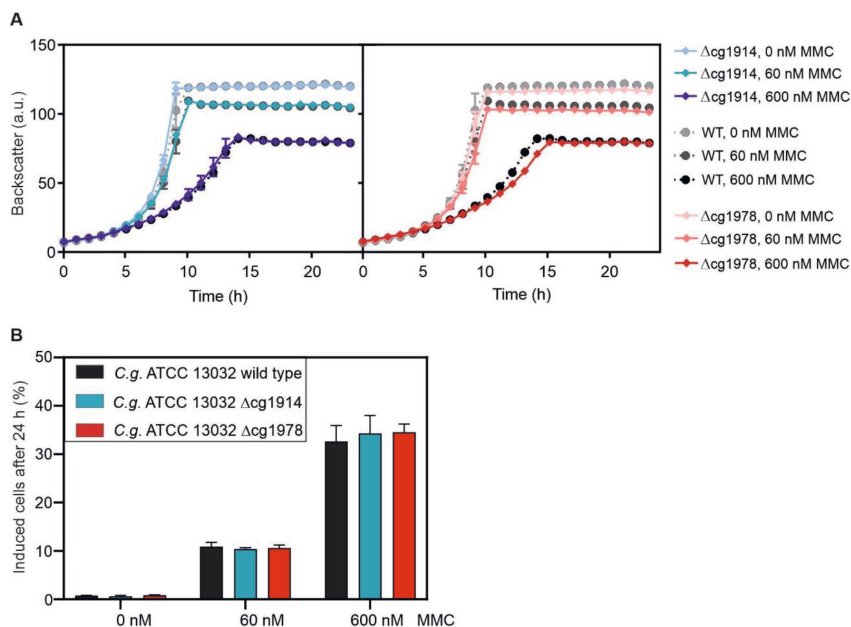 A
150
100
50
0
Backscatter (a.u.)
0 5 10 15 20
0 5 10 15 20
Time (h)
Time (h)
Δcg1914, 0 nM MMC
Δcg1914, 60 nM MMC
Δcg1914, 600 nM MMC
WT, 0 nM MMC
WT, 60 nM MMC
WT, 600 nM MMC
Δcg1978, 0 nM MMC
Δcg1978, 60 nM MMC
Δcg1978, 600 nM MMC
B
50
40
30
20
10
0
Induced cells after 24 h (%)
C.g. ATCC 13032 wild type
C.g. ATCC 13032 Δcg1914
C.g. ATCC 13032 Δcg1978
0 nM 60 nM 600 nM MMC